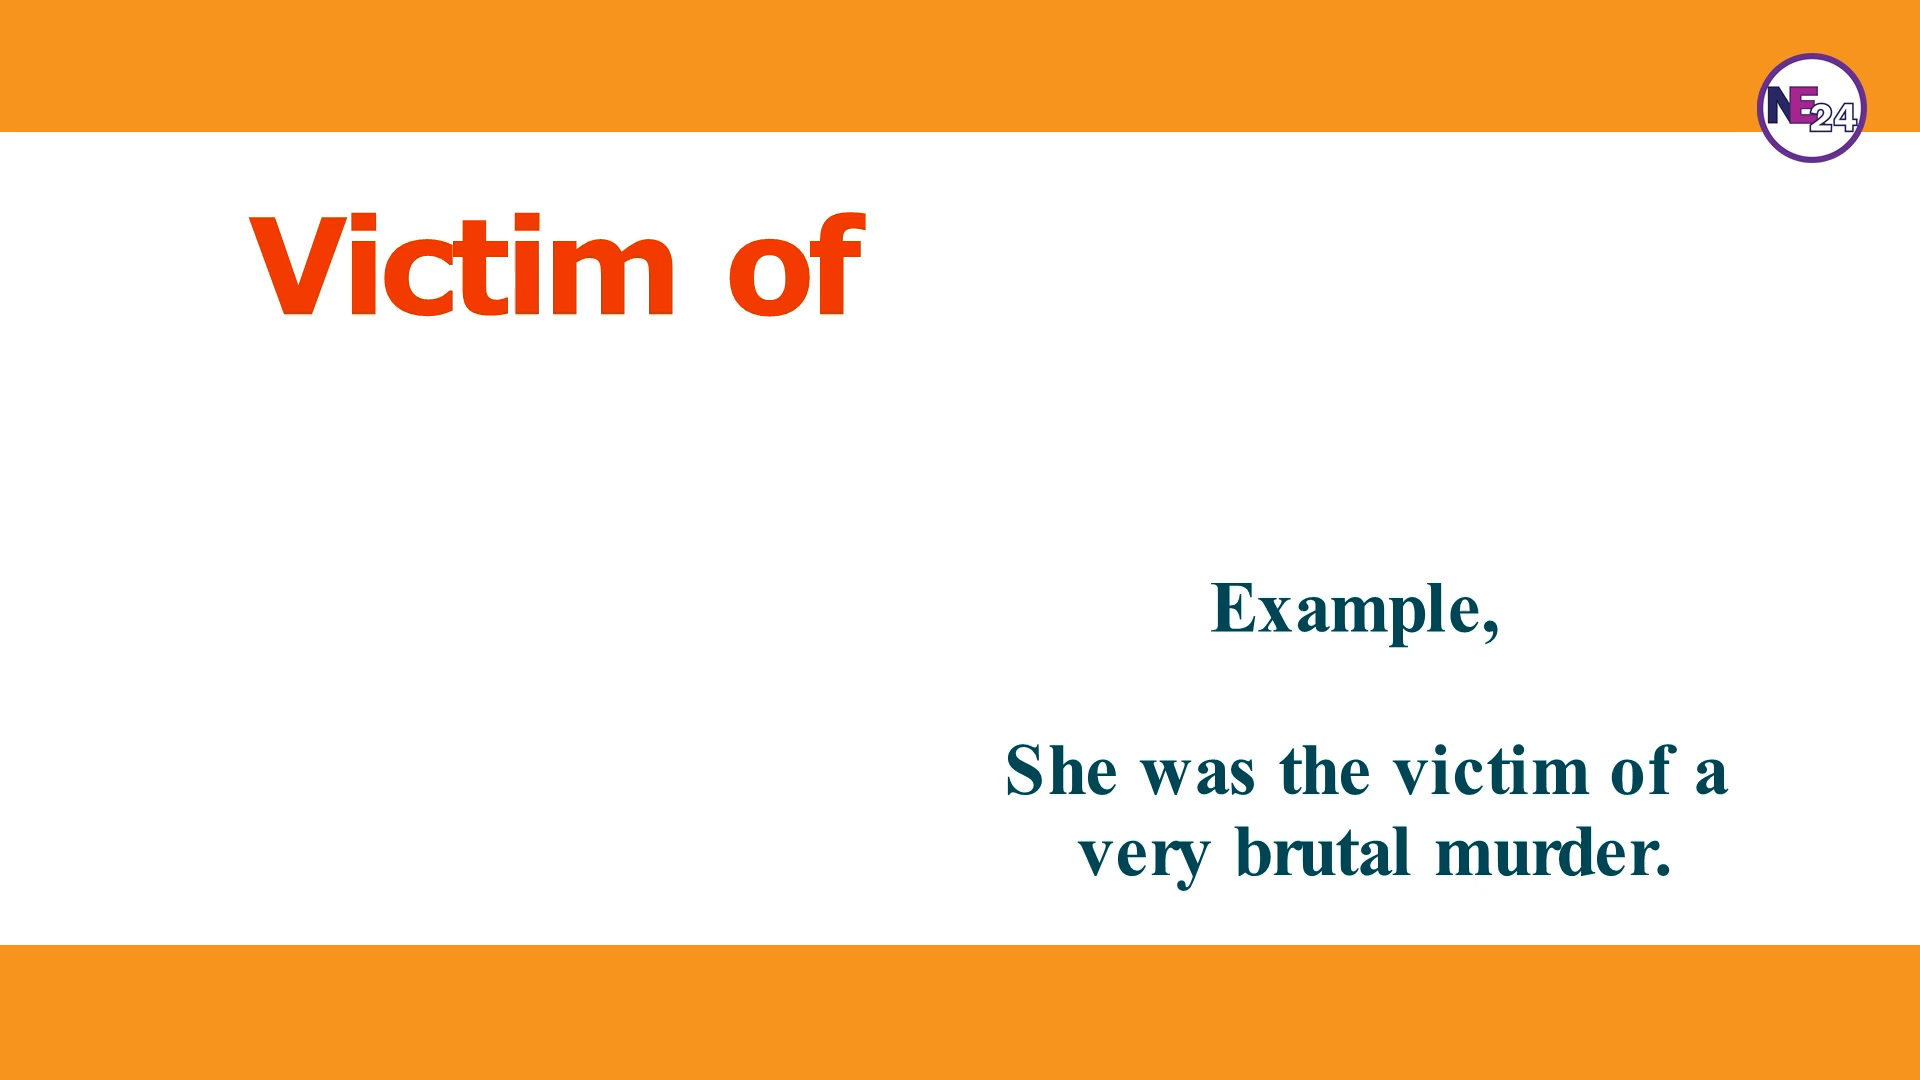 NE24
Victim of
Example,
She was the victim of a
very brutal murder.